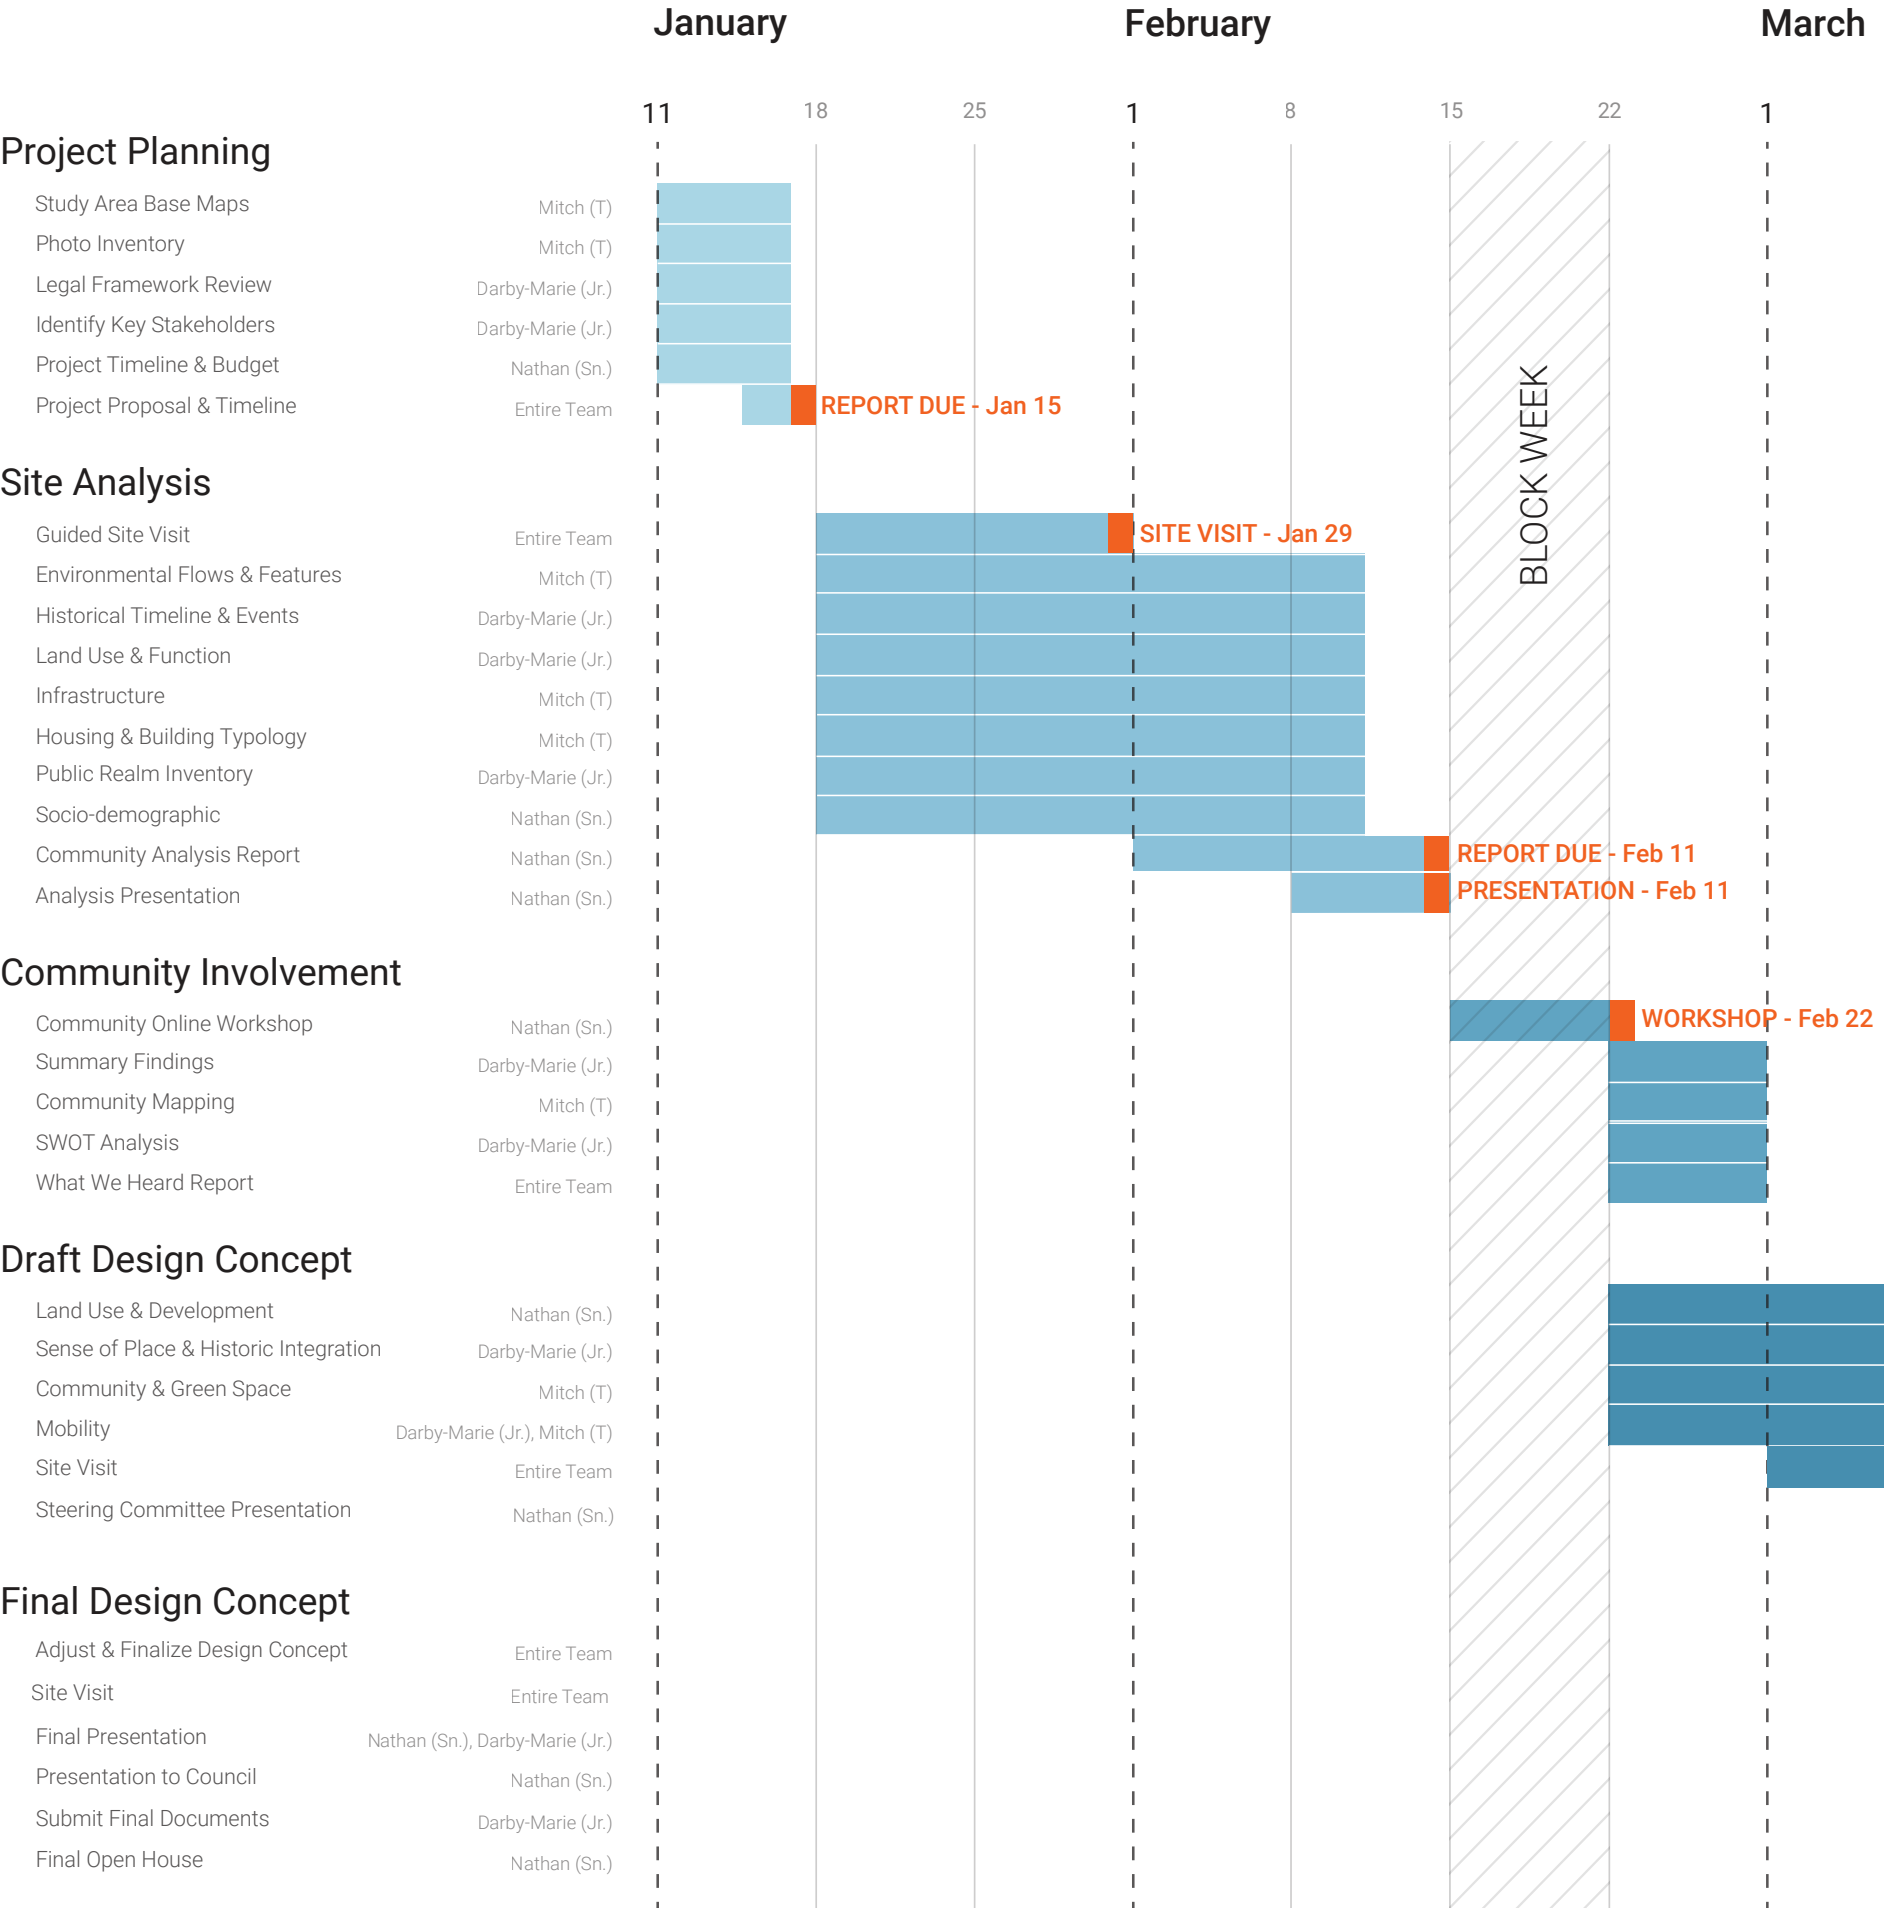 January February March
11 18 25 1 8 15 22 1
Project Planning
Study Area Base Maps Mitch (T)
Photo Inventory Mitch (T)
Legal Framework Review Darby-Marie (Jr.)
Identify Key Stakeholders Darby-Marie (Jr.)
Project Timeline & Budget Nathan (Sn.)
Project Proposal & Timeline Entire Team REPORT DUE - Jan 15
BLOCK WEEK
Site Analysis
Guided Site Visit Entire Team SITE VISIT - Jan 29
Environmental Flows & Features Mitch (T)
Historical Timeline & Events Darby-Marie (Jr.)
Land Use & Function Darby-Marie (Jr.)
Infrastructure Mitch (T)
Housing & Building Typology Mitch (T)
Public Realm Inventory Darby-Marie (Jr.)
Socio-demographic Nathan (Sn.)
Community Analysis Report Nathan (Sn.) REPORT DUE - Feb 11
Analysis Presentation Nathan (Sn.) PRESENTATION - Feb 11
Community Involvement
Community Online Workshop Nathan (Sn.) WORKSHOP - Feb 22
Summary Findings Darby-Marie (Jr.)
Community Mapping Mitch (T)
SWOT Analysis Darby-Marie (Jr.)
What We Heard Report Entire Team
Draft Design Concept
Land Use & Development Nathan (Sn.)
Sense of Place & Historic Integration Darby-Marie (Jr.)
Community & Green Space Mitch (T)
Mobility Darby-Marie (Jr.), Mitch (T)
Site Visit Entire Team
Steering Committee Presentation Nathan (Sn.)
Final Design Concept
Adjust & Finalize Design Concept Entire Team
Site Visit Entire Team
Final Presentation Nathan (Sn.), Darby-Marie (Jr.)
Presentation to Council Nathan (Sn.)
Submit Final Documents Darby-Marie (Jr.)
Final Open House Nathan (Sn.)